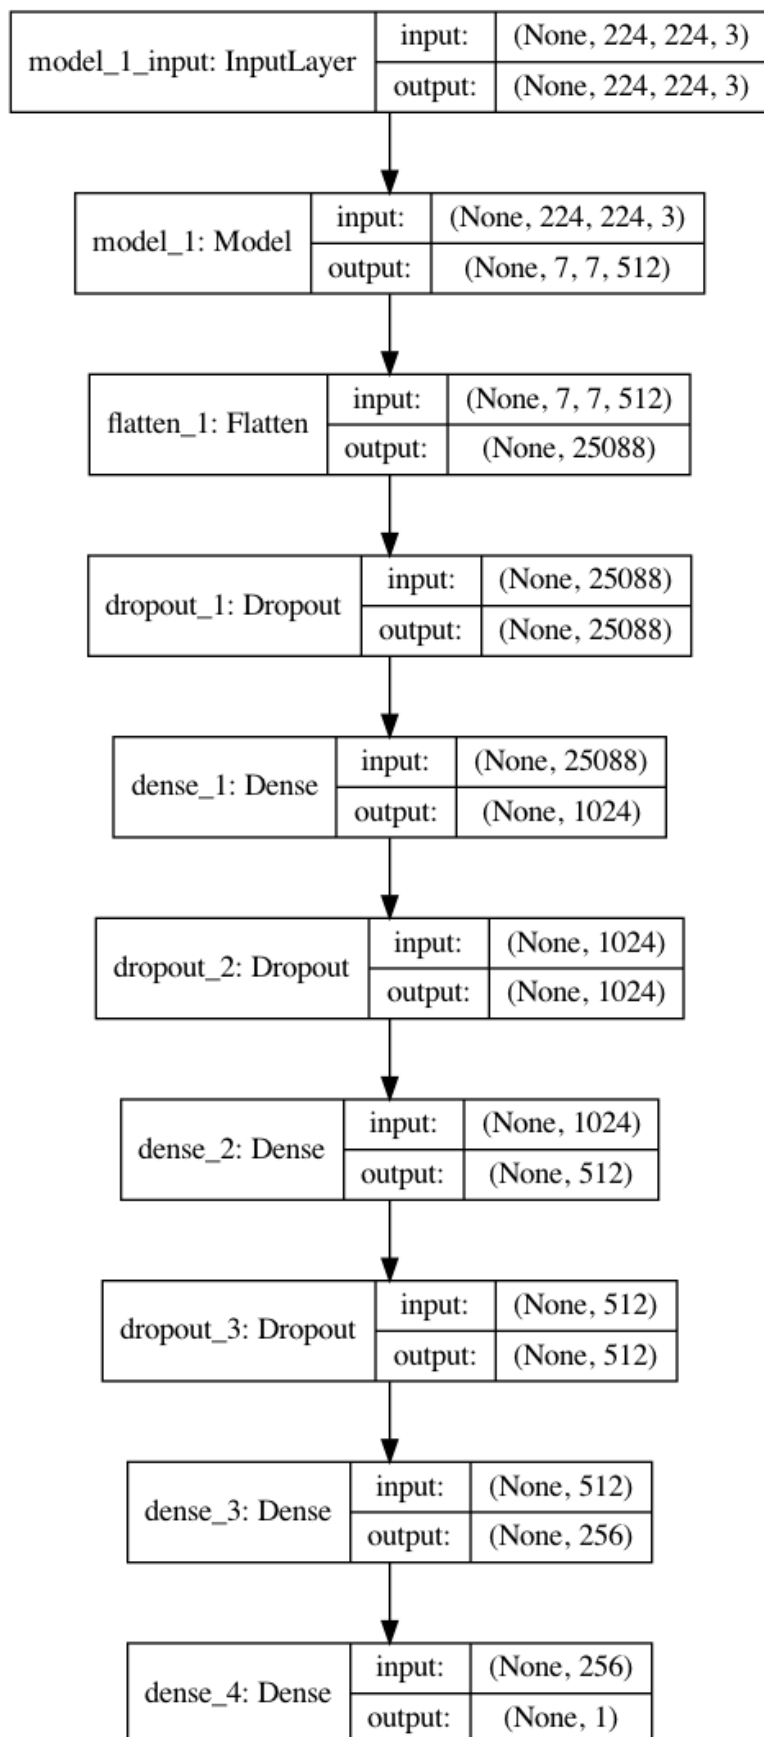 model_1_input: InputLayer
input: (None, 224, 224, 3)
output: (None, 224, 224, 3)
model_1: Model
input: (None, 224, 224, 3)
output: (None, 7, 7, 512)
flatten_1: Flatten
input: (None, 7, 7, 512)
output: (None, 25088)
dropout_1: Dropout
input: (None, 25088)
output: (None, 25088)
dense_1: Dense
input: (None, 25088)
output: (None, 1024)
dropout_2: Dropout
input: (None, 1024)
output: (None, 1024)
dense_2: Dense
input: (None, 1024)
output: (None, 512)
dropout_3: Dropout
input: (None, 512)
output: (None, 512)
dense_3: Dense
input: (None, 512)
output: (None, 256)
dense_4: Dense
input: (None, 256)
output: (None, 1)